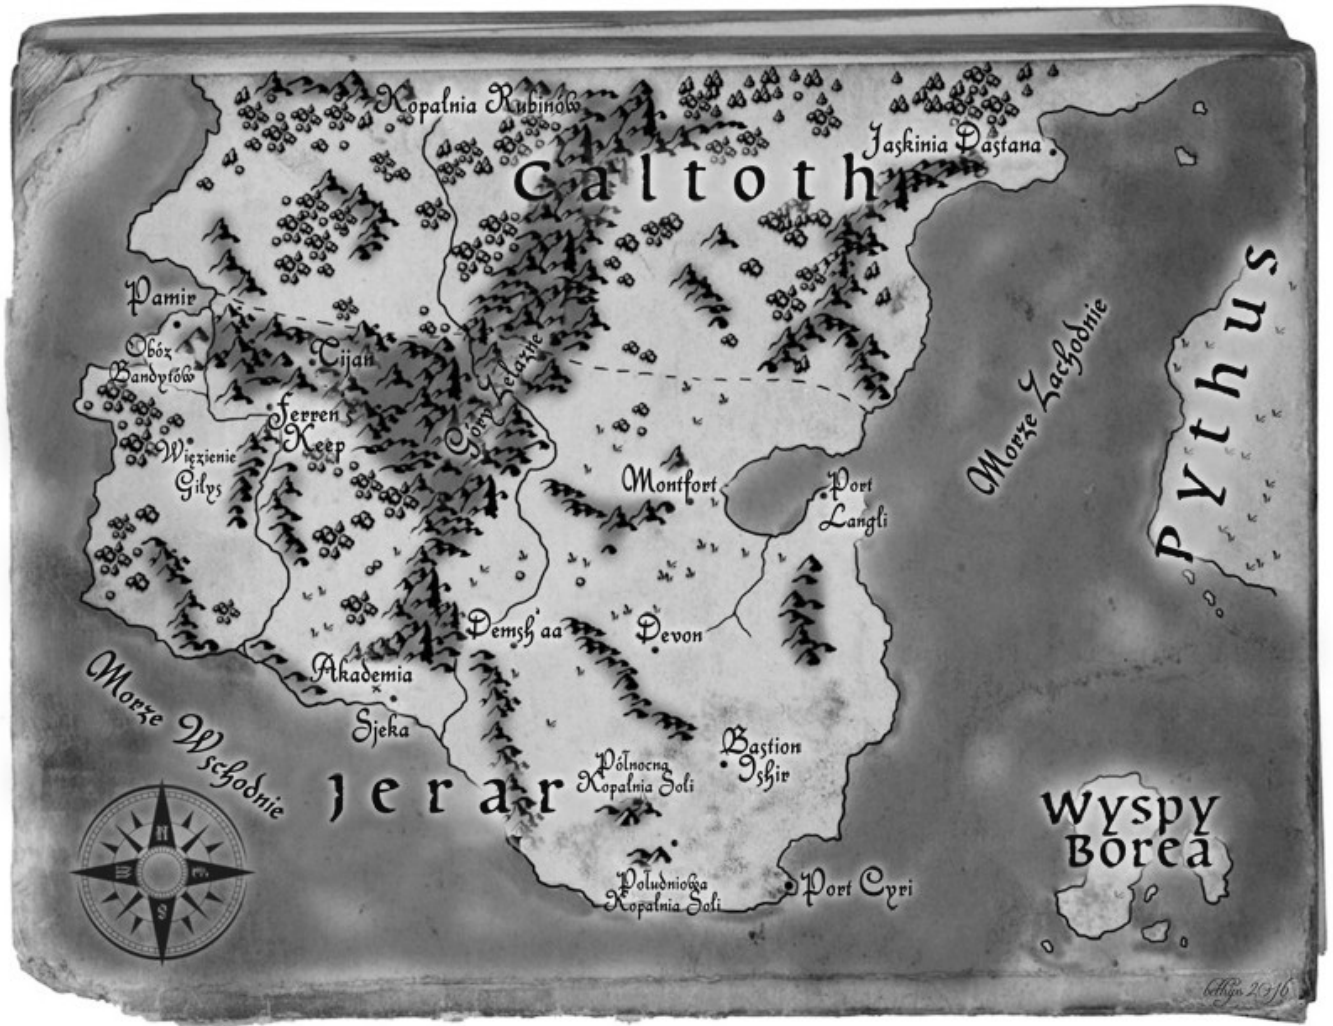 Kopalnia Rubinów
Jaskinia Dastana
Caltoth
Pythus
Pamir
Obóz
Bandytów
Tijan
Góry Żelazne
Morze Zachodnie
Ferren
Keep
Więzienie
Gilys
Montfort
Port
Langli
Demsh'aa
Devon
Akademia
Sjeka
Morze Wschodnie
Jerar
Północna
Kopalnia Soli
Bastion
Ishir
Wyspy
Borea
Południowa
Kopalnia Soli
Port Cyri
N
W
E
S
bethgus 2016